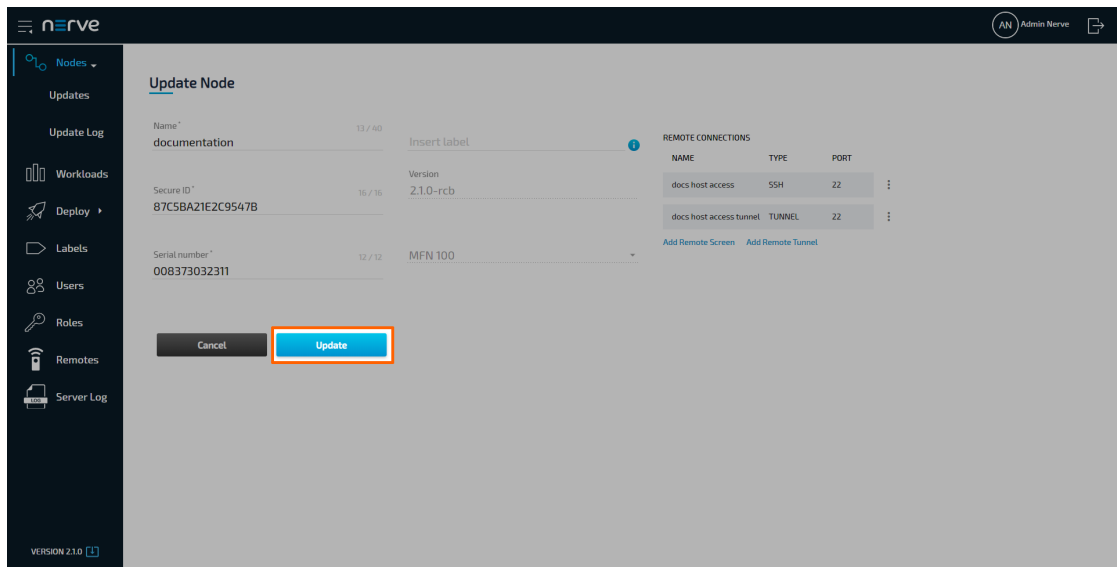 nerve
AN Admin Nerve
Nodes
Updates
Update Log
Workloads
Deploy
Labels
Users
Roles
Remotes
LOG Server Log
VERSION 2.1.0
Update Node
Name* 13 / 40
documentation
Secure ID* 16 / 16
87C5BA21E2C9547B
Serial number* 12 / 12
008373032311
Insert label i
Version
2.1.0-rcb
MFN 100
REMOTE CONNECTIONS
NAME TYPE PORT
docs host access SSH 22
docs host access tunnel TUNNEL 22
Add Remote Screen Add Remote Tunnel
Cancel Update